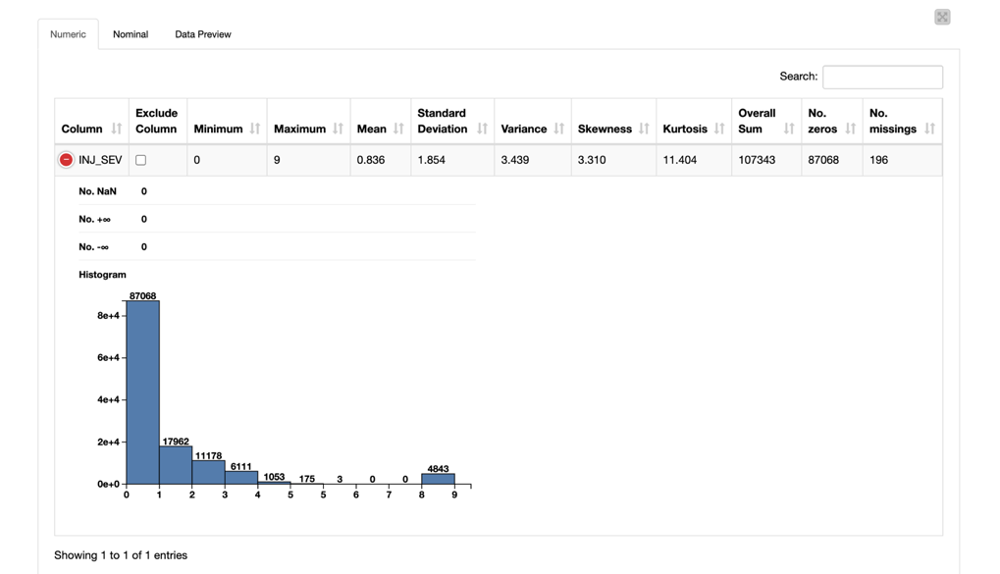 Numeric Nominal Data Preview
Search:
Column Exclude Column Minimum Maximum Mean Standard Deviation Variance Skewness Kurtosis Overall Sum No. zeros No. missings
INJ_SEV 0 9 0.836 1.854 3.439 3.310 11.404 107343 87068 196
No. NaN 0
No. +∞ 0
No. -∞ 0
Histogram
87068
8e+4
6e+4
4e+4
2e+4
0e+0
17962 11178 6111 1053 175 3 0 0 4843
0 1 2 3 4 5 5 6 7 8 9
Showing 1 to 1 of 1 entries